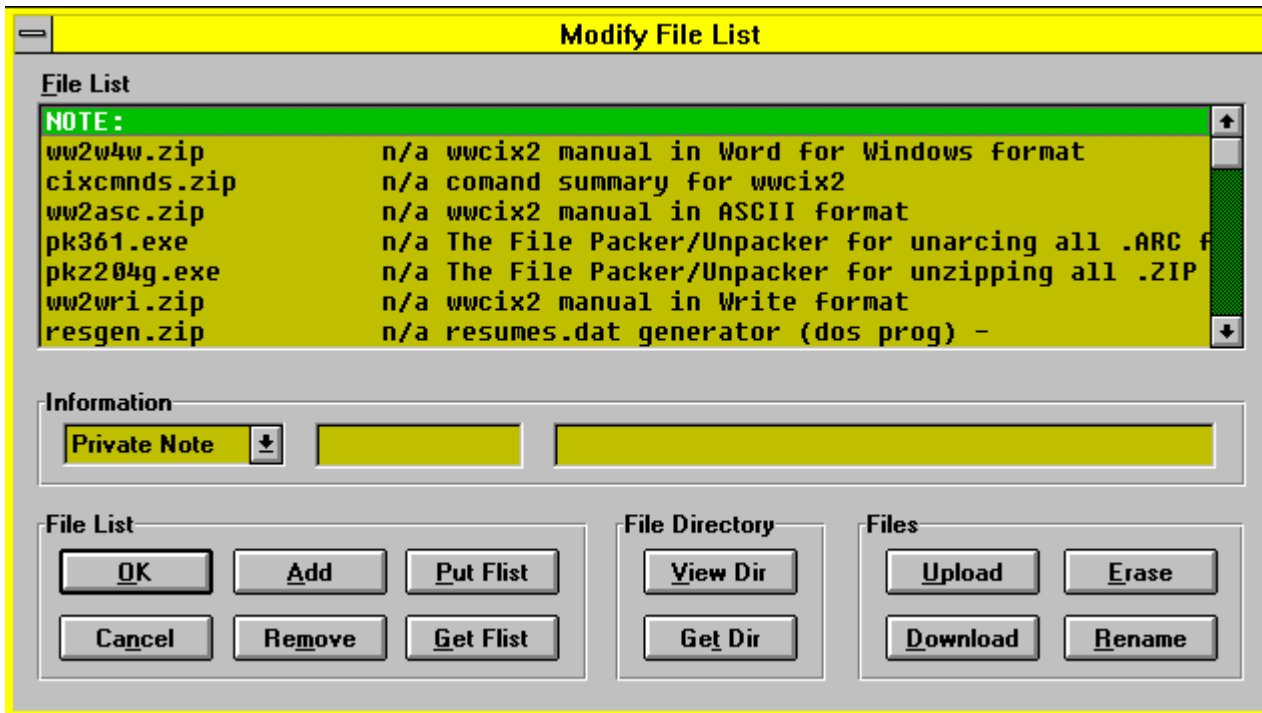 Modify File List
File List
NOTE:
ww2w4w.zip n/a wwcix2 manual in Word for Windows format
cixcmnds.zip n/a comand summary for wwcix2
ww2asc.zip n/a wwcix2 manual in ASCII format
pk361.exe n/a The File Packer/Unpacker for unarcing all .ARC f
pkz204g.exe n/a The File Packer/Unpacker for unzipping all .ZIP
ww2wri.zip n/a wwcix2 manual in Write format
resgen.zip n/a resumes.dat generator (dos prog) -
Information
Private Note
File List File Directory Files
OK Add Put Flist View Dir Upload Erase
Cancel Remove Get Flist Get Dir Download Rename